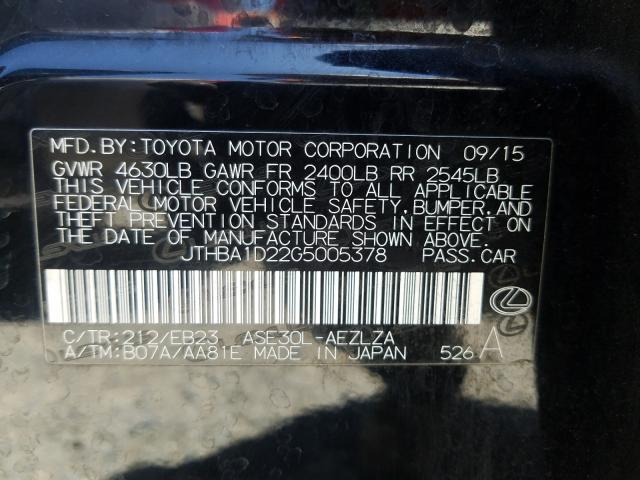 MFD.BY:TOYOTA MOTOR CORPORATION 09/15
GVWR 4630LB GAWR FR 2400LB RR 2545LB
THIS VEHICLE CONFORMS TO ALL APPLICABLE
FEDERAL MOTOR VEHICLE SAFETY, BUMPER, AND
THEFT PREVENTION STANDARDS IN EFFECT ON
THE DATE OF MANUFACTURE SHOWN ABOVE.
JTHBA1D22G5005378 PASS.CAR
C/TR:212/EB23 ASE30L-AEZLZA
A/TM:B07A/AA81E MADE IN JAPAN 526 A